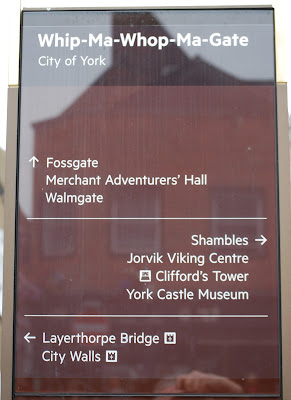 Whip-Ma-Whop-Ma-Gate
City of York
↑ Fossgate
Merchant Adventurers' Hall
Walmgate
Shambles →
Jorvik Viking Centre
Clifford's Tower
York Castle Museum
← Layerthorpe Bridge
City Walls